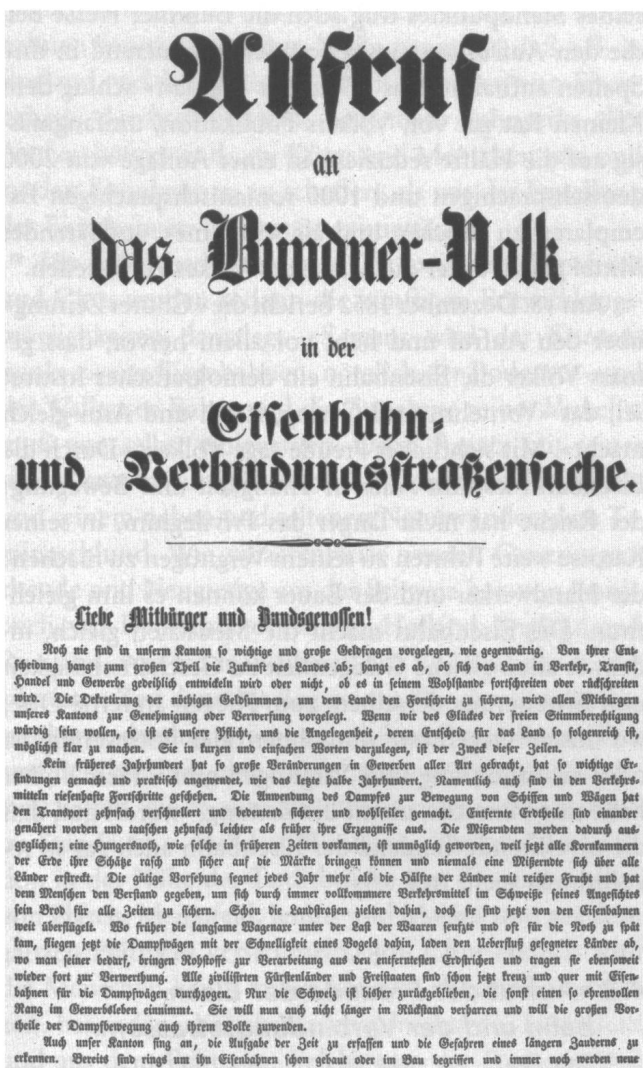 Aufruf
an
das Bündner-Volk
in der
Eisenbahn-
und Verbindungsstraßensache.
Liebe Mitbürger und Bundsgenossen!
Noch nie sind in unserm Kanton so wichtige und große Geldfragen vorgelegen, wie gegenwärtig. Von ihrer Ent-
scheidung hangt zum großen Theil die Zukunft des Landes ab; hangt es ab, ob sich das Land in Verkehr, Transit,
Handel und Gewerbe gedeihlich entwickeln wird oder nicht, ob es in seinem Wohlstande fortschreiten oder rückschreiten
wird. Die Dekretirung der nöthigen Geldsummen, um dem Lande den Fortschritt zu sichern, wird allen Mitbürgern
unseres Kantons zur Genehmigung oder Verwerfung vorgelegt. Wenn wir des Glückes der freien Stimmberechtigung
würdig sein wollen, so ist es unsere Pflicht, uns die Angelegenheit, deren Entscheid für das Land so folgenreich ist,
möglichst klar zu machen. Sie in kurzen und einfachen Worten darzulegen, ist der Zweck dieser Zeilen.
Kein früheres Jahrhundert hat so große Veränderungen in Gewerben aller Art gebracht, hat so wichtige Er-
findungen gemacht und praktisch angewendet, wie das letzte halbe Jahrhundert. Namentlich auch sind in den Verkehrs-
mitteln riesenhafte Fortschritte geschehen. Die Anwendung des Dampfes zur Bewegung von Schiffen und Wägen hat
den Transport zehnfach verschnellert und bedeutend sicherer und wohlfeiler gemacht. Entfernte Erdtheile sind einander
genähert worden und tauschen zehnfach leichter als früher ihre Erzeugnisse aus. Die Mißerndten werden dadurch aus-
geglichen; eine Hungersnoth, wie solche in früheren Zeiten vorkamen, ist unmöglich geworden, weil jetzt alle Kornkammern
der Erde ihre Schätze rasch und sicher auf die Märkte bringen können und niemals eine Mißerndte sich über alle
Länder erstreckt. Die gütige Vorsehung segnet jedes Jahr mehr als die Hälfte der Länder mit reicher Frucht und hat
dem Menschen den Verstand gegeben, um sich durch immer vollkommnere Verkehrsmittel im Schweiße seines Angesichtes
sein Brod für alle Zeiten zu sichern. Schon die Landstraßen zielten dahin, doch sie sind jetzt von den Eisenbahnen
weit überflügelt. Wo früher die langsame Wagenaxe unter der Last der Waaren seufzte und oft für die Noth zu spät
kam, fliegen jetzt die Dampfwägen mit der Schnelligkeit eines Vogels dahin, laden den Ueberfluß gesegneter Länder ab,
wo man seiner bedarf, bringen Rohstoffe zur Verarbeitung aus den entferntesten Erdstrichen und tragen sie ebensoweit
wieder fort zur Verwerthung. Alle zivilisirten Fürstenländer und Freistaaten sind schon jetzt kreuz und quer mit Eisen-
bahnen für die Dampfwägen durchzogen. Nur die Schweiz ist bisher zurückgeblieben, die sonst einen so ehrenvollen
Rang im Gewerbsleben einnimmt. Sie will nun auch nicht länger im Rückstand verharren und will die großen Vor-
theile der Dampfbewegung auch ihrem Volke zuwenden.
Auch unser Kanton fing an, die Aufgabe der Zeit zu erfassen und die Gefahren eines längern Zauderns zu
erkennen. Bereits sind rings um ihn Eisenbahnen schon gebaut oder im Bau begriffen und immer noch werden neue